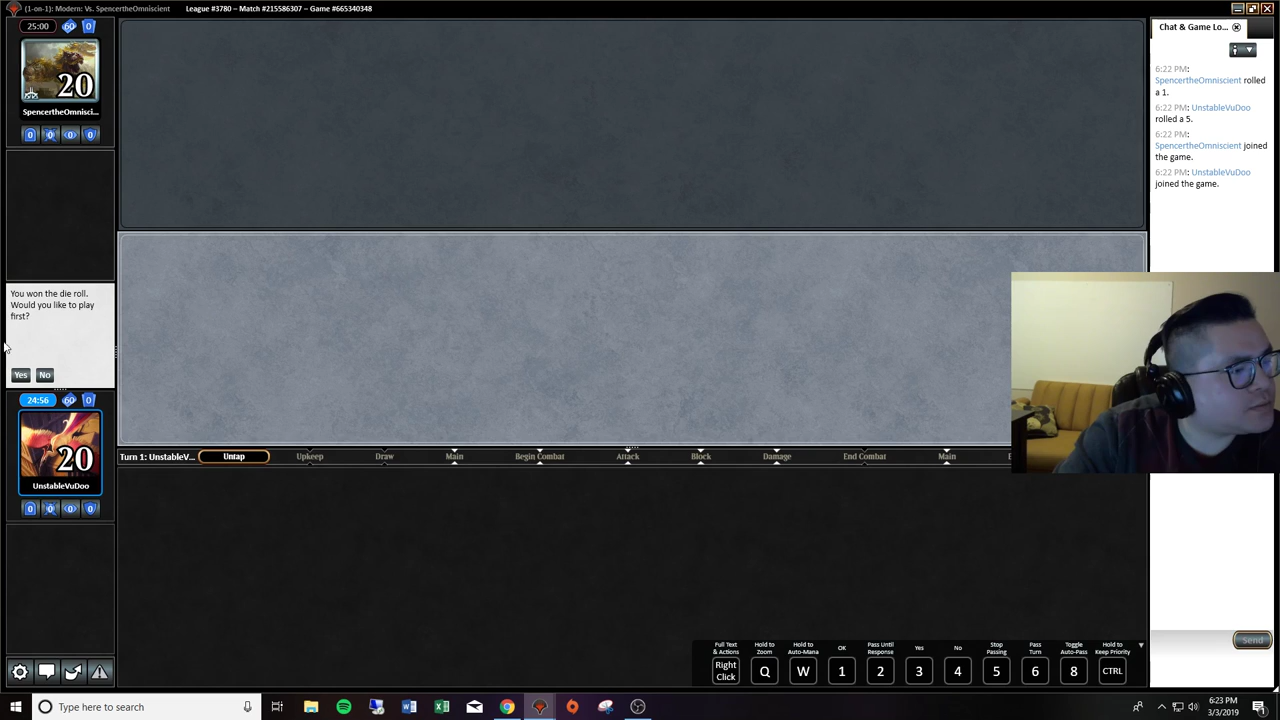 (1-on-1): Modern: Vs. SpencertheOmniscient League #3780 – Match #215586307 – Game #665340348
25:00 60 0
20
SpencertheOmnisci...
0 0 0 0
You won the die roll.
Would you like to play
first?
Yes No
24:56 60 0
20
UnstableVuDoo
0 0 0 0
Turn 1: UnstableV... Untap Upkeep Draw Main Begin Combat Attack Block Damage End Combat Main
Chat & Game Lo...
6:22 PM:
SpencertheOmniscient rolled
a 1.
6:22 PM: UnstableVuDoo
rolled a 5.
6:22 PM:
SpencertheOmniscient joined
the game.
6:22 PM: UnstableVuDoo
joined the game.
Send
Full Text
& Actions
Right
Click
Hold to
Zoom
Q
Hold to
Auto-Mana
W
OK
1
Pass Until
Response
2
Yes
3
No
4
Stop
Passing
5
Pass
Turn
6
Toggle
Auto-Pass
8
Hold to
Keep Priority
CTRL
Type here to search
6:23 PM
3/3/2019